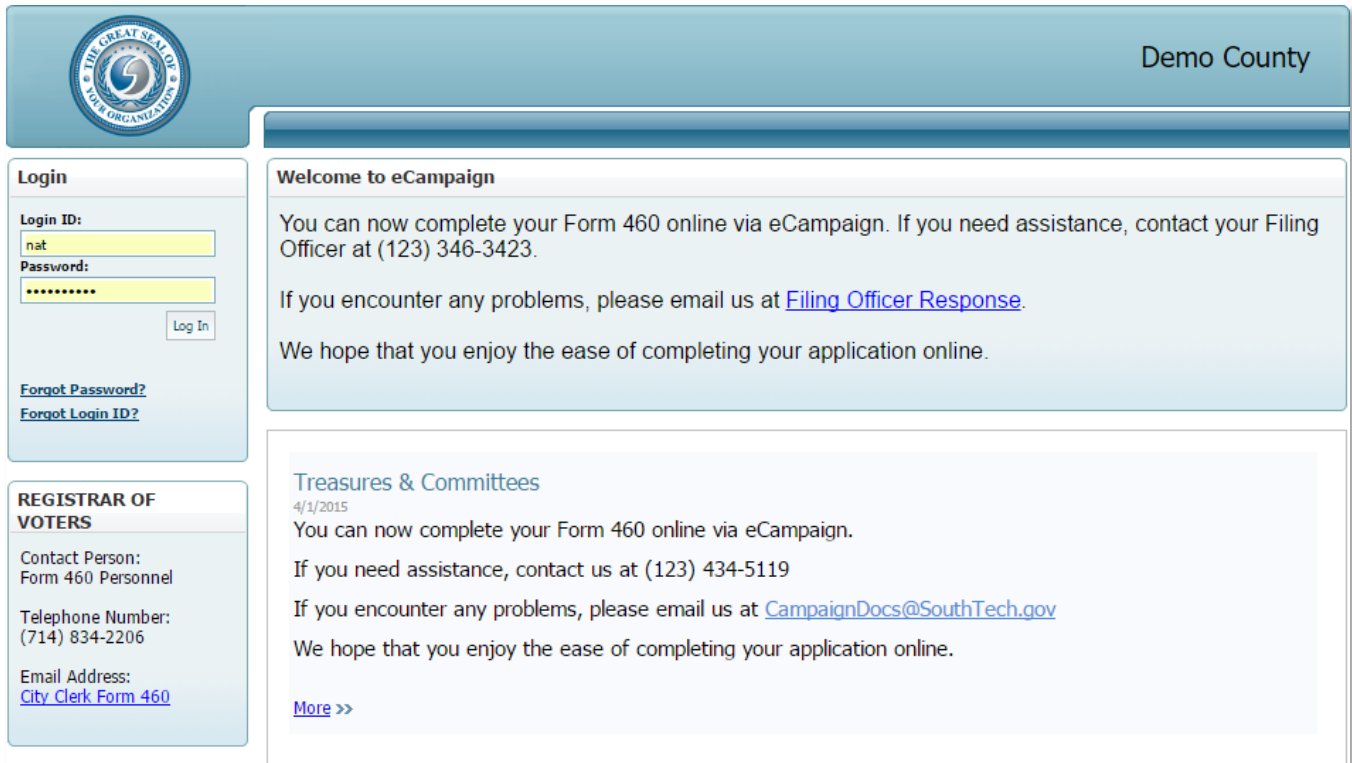 THE GREAT SEAL OF
YOUR ORGANIZATION
Demo County
Login
Login ID:
nat
Password:
••••••••••
Log In
Forgot Password?
Forgot Login ID?
REGISTRAR OF
VOTERS
Contact Person:
Form 460 Personnel
Telephone Number:
(714) 834-2206
Email Address:
City Clerk Form 460
Welcome to eCampaign
You can now complete your Form 460 online via eCampaign. If you need assistance, contact your Filing
Officer at (123) 346-3423.
If you encounter any problems, please email us at Filing Officer Response.
We hope that you enjoy the ease of completing your application online.
Treasures & Committees
4/1/2015
You can now complete your Form 460 online via eCampaign.
If you need assistance, contact us at (123) 434-5119
If you encounter any problems, please email us at CampaignDocs@SouthTech.gov
We hope that you enjoy the ease of completing your application online.
More >>